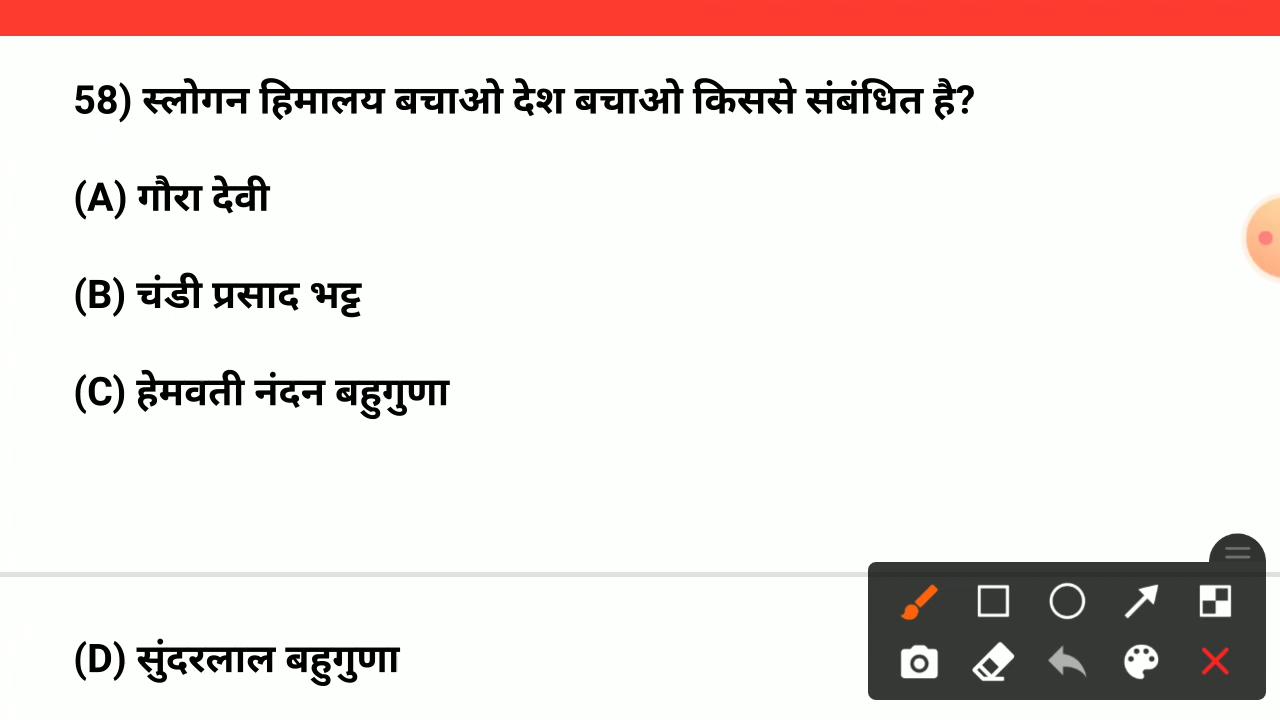 58) स्लोगन हिमालय बचाओ देश बचाओ किससे संबंधित है?
(A) गौरा देवी
(B) चंडी प्रसाद भट्ट
(C) हेमवती नंदन बहुगुणा
(D) सुंदरलाल बहुगुणा